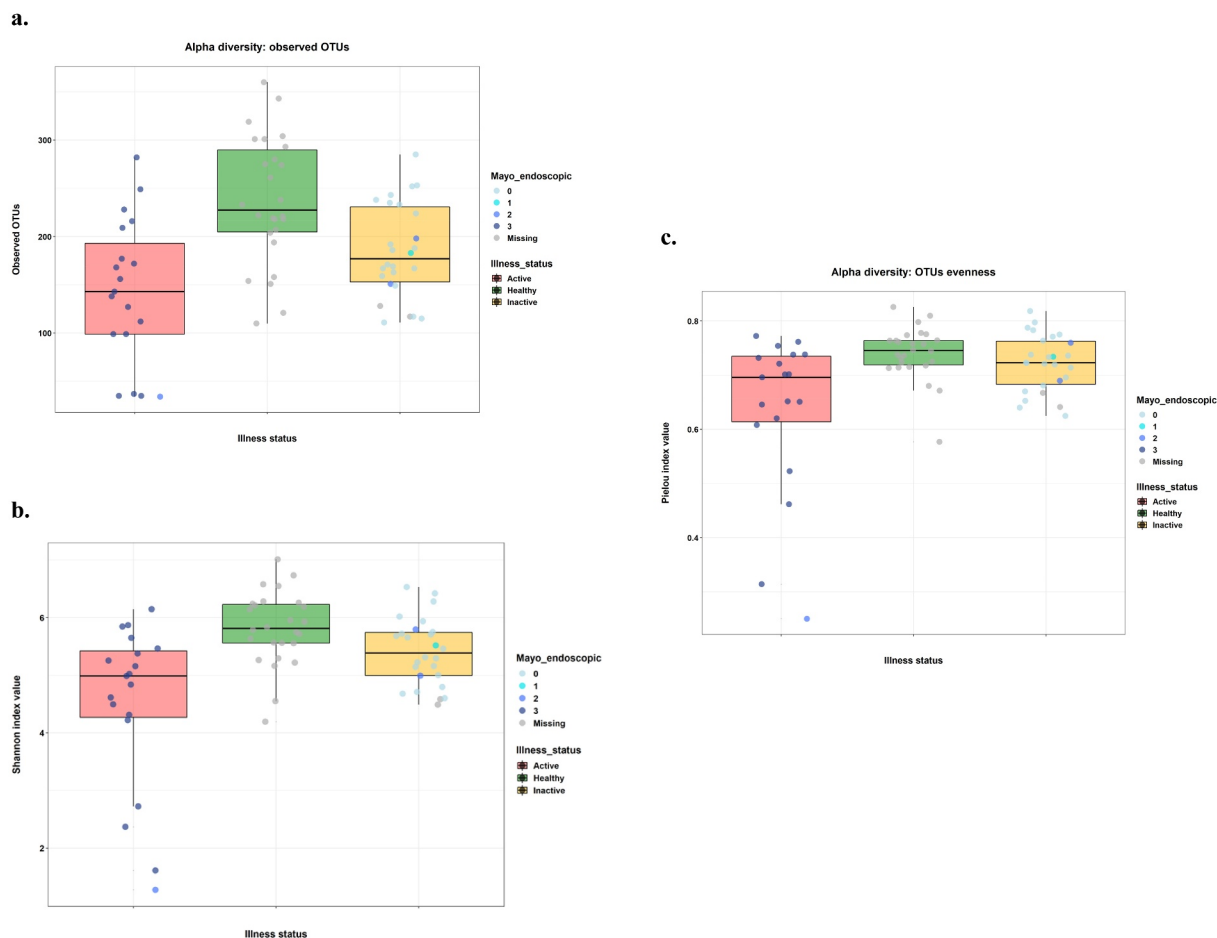 a.
Alpha diversity: observed OTUs
Observed OTUs
300
200
100
Illness status
Mayo_endoscopic
0
1
2
3
Missing
Illness_status
Active
Healthy
Inactive
b.
Shannon index value
6
4
2
Illness status
Mayo_endoscopic
0
1
2
3
Missing
Illness_status
Active
Healthy
Inactive
c.
Alpha diversity: OTUs evenness
Pielou index value
0.8
0.6
0.4
Illness status
Mayo_endoscopic
0
1
2
3
Missing
Illness_status
Active
Healthy
Inactive